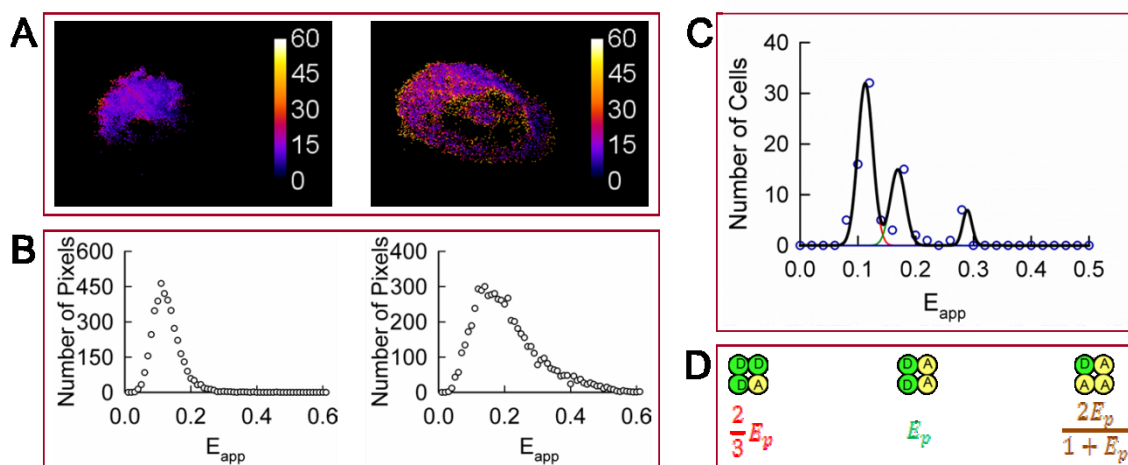 A
60
45
30
15
0
60
45
30
15
0
B
Number of Pixels
600
450
300
150
0
0.0 0.2 0.4 0.6
E_app
Number of Pixels
400
300
200
100
0
0.0 0.2 0.4 0.6
E_app
C
Number of Cells
40
30
20
10
0
0.0 0.1 0.2 0.3 0.4 0.5
E_app
D
D D
D A
2/3 E_p
D A
D A
E_p
D A
A A
2E_p / 1 + E_p